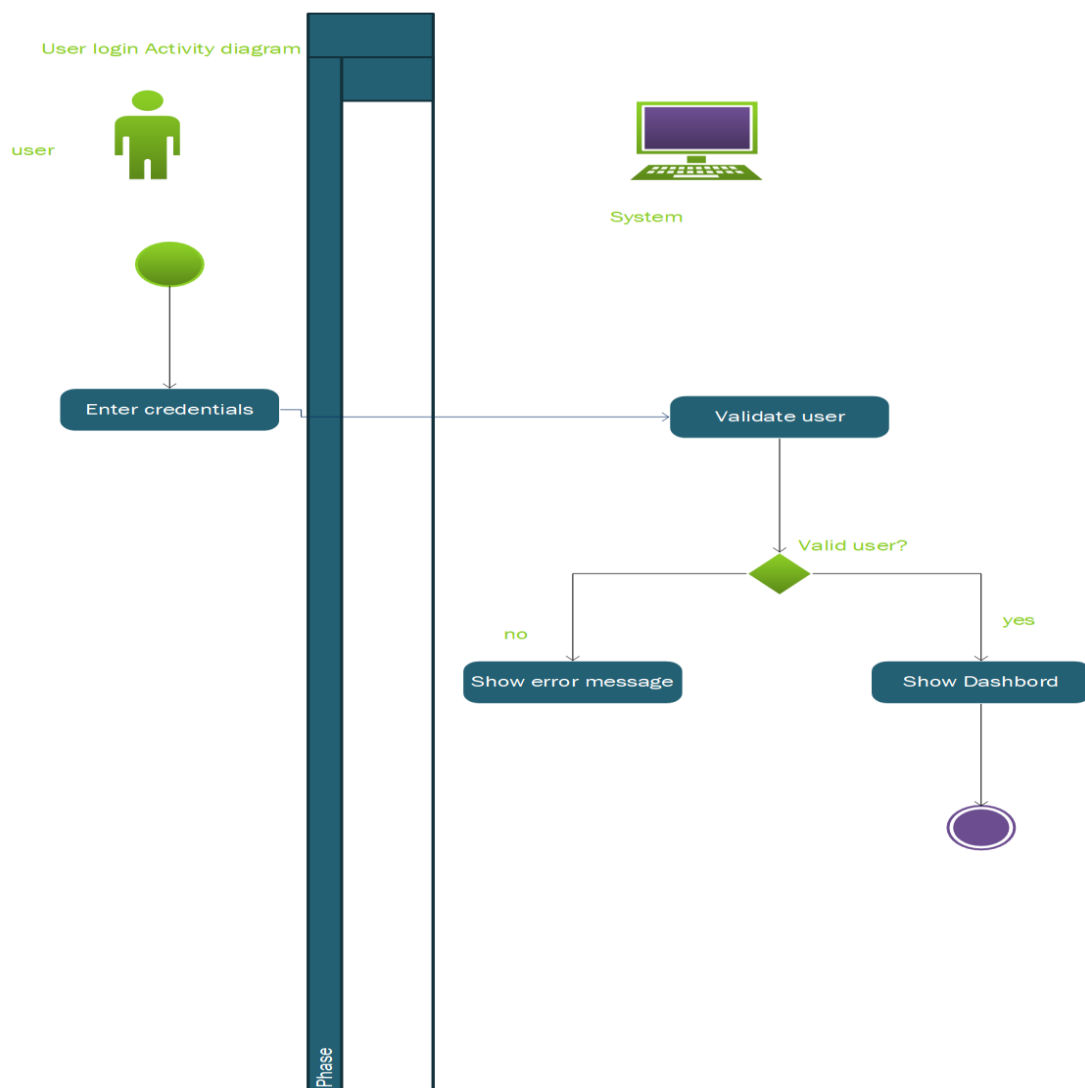 User login Activity diagram
user
System
Enter credentials
Validate user
Valid user?
no
yes
Show error message
Show Dashbord
Phase